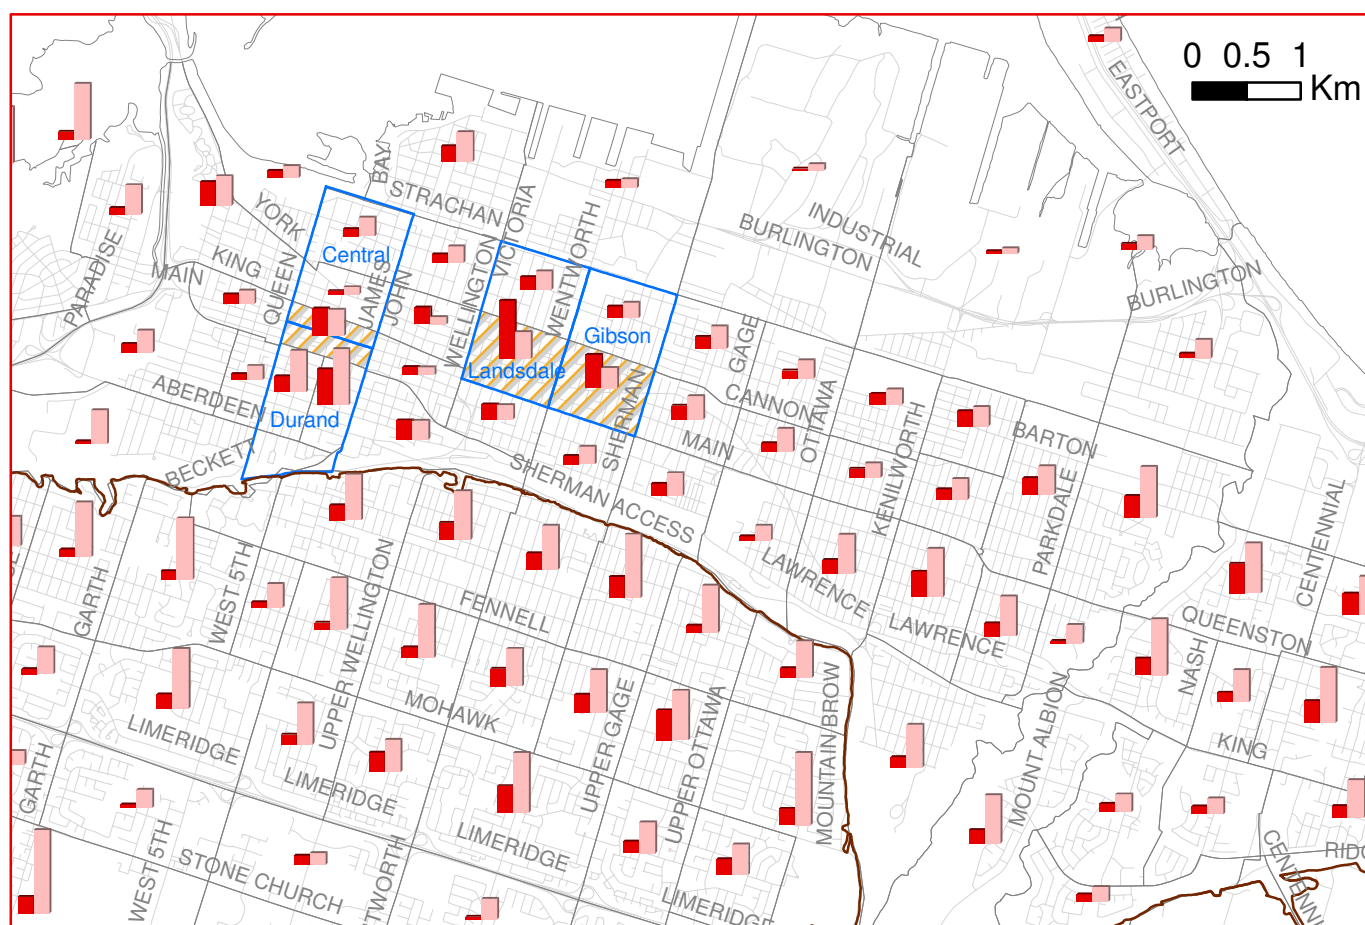 0 0.5 1
Km
EASTPORT
BAY
STRACHAN
YORK
VICTORIA
WENTWORTH
INDUSTRIAL
BURLINGTON
BURLINGTON
PARADISE
MAIN
KING
QUEEN
Central
JAMES
JOHN
WELLINGTON
Gibson
Landsdale
GAGE
CANNON
OTTAWA
ABERDEEN
Durand
SHERMAN
MAIN
KENILWORTH
BARTON
BECKETT
SHERMAN ACCESS
PARKDALE
CENTENNIAL
GARTH
WEST 5TH
UPPER WELLINGTON
FENNELL
LAWRENCE
LAWRENCE
QUEENSTON
NASH
MOHAWK
LIMERIDGE
LIMERIDGE
LIMERIDGE
LIMERIDGE
UPPER GAGE
UPPER OTTAWA
MOUNTAIN BROW
MOUNT ALBION
KING
GARTH
WEST 5TH
STONE CHURCH
TWORTH
CENTENNI
RIDG